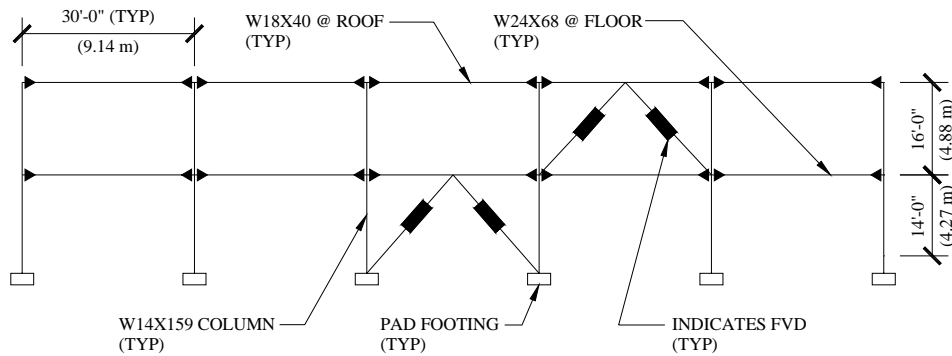 30'-0" (TYP)
(9.14 m)
W18X40 @ ROOF
(TYP)
W24X68 @ FLOOR
(TYP)
16'-0"
(4.88 m)
14'-0"
(4.27 m)
W14X159 COLUMN
(TYP)
PAD FOOTING
(TYP)
INDICATES FVD
(TYP)